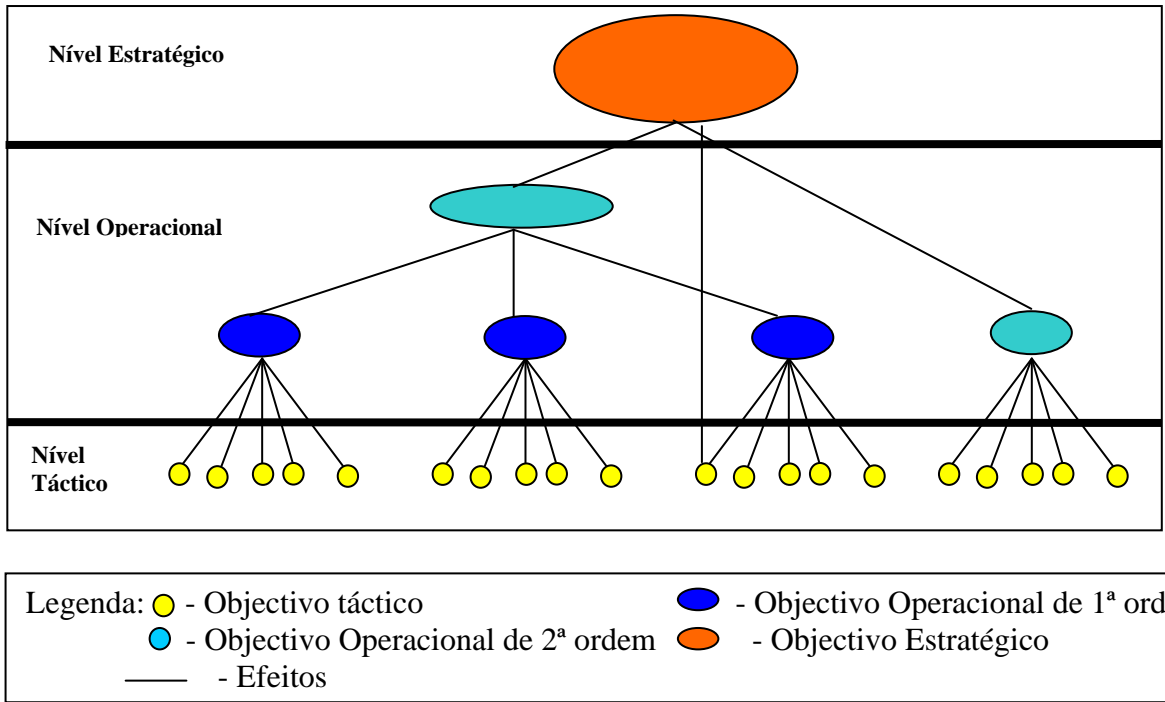 Nível Estratégico
Nível Operacional
Nível
Táctico
Legenda: - Objectivo táctico - Objectivo Operacional de 1ª ord
- Objectivo Operacional de 2ª ordem - Objectivo Estratégico
- Efeitos